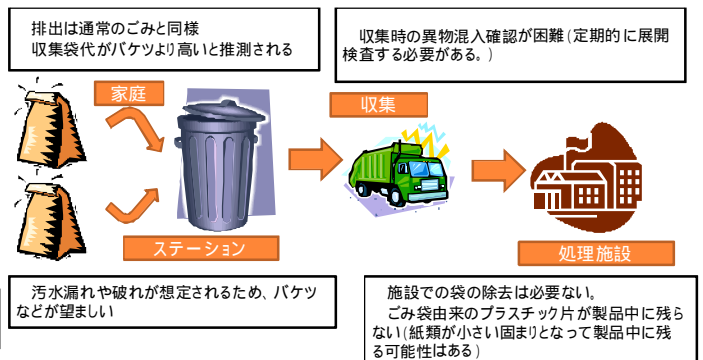 排出は通常のごみと同様
収集袋代がバケツより高いと推測される
収集時の異物混入確認が困難(定期的に展開
検査する必要がある。)
家庭
収集
ステーション
処理施設
汚水漏れや破れが想定されるため、バケツ
などが望ましい
施設での袋の除去は必要ない。
ごみ袋由来のプラスチック片が製品中に残ら
ない(紙類が小さい固まりとなって製品中に残
る可能性はある)